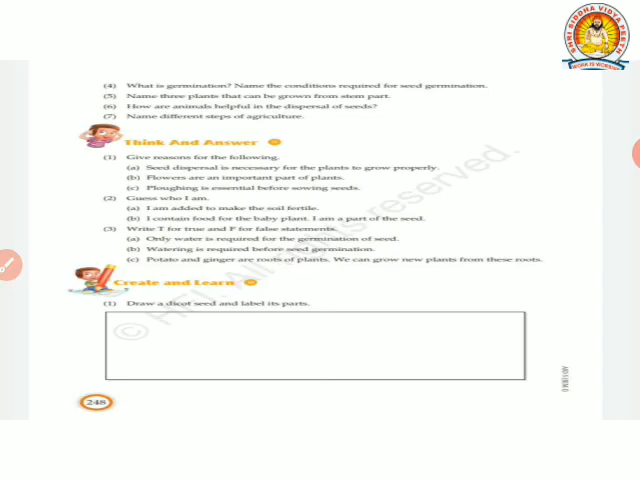 SHRI SIDDHA VIDYA PEETH
WORK IS WORSHIP
(4) What is germination? Name the conditions required for seed germination.
(5) Name three plants that can be grown from stem part.
(6) How are animals helpful in the dispersal of seeds?
(7) Name different steps of agriculture.
Think And Answer
(1) Give reasons for the following.
(a) Seed dispersal is necessary for the plants to grow properly.
(b) Flowers are an important part of plants.
(c) Ploughing is essential before sowing seeds.
(2) Guess who I am.
(a) I am added to make the soil fertile.
(b) I contain food for the baby plant. I am a part of the seed.
(3) Write T for true and F for false statements.
(a) Only water is required for the germination of seed.
(b) Watering is required before seed germination.
(c) Potato and ginger are roots of plants. We can grow new plants from these roots.
Create and Learn
(1) Draw a dicot seed and label its parts.
248
All rights reserved.